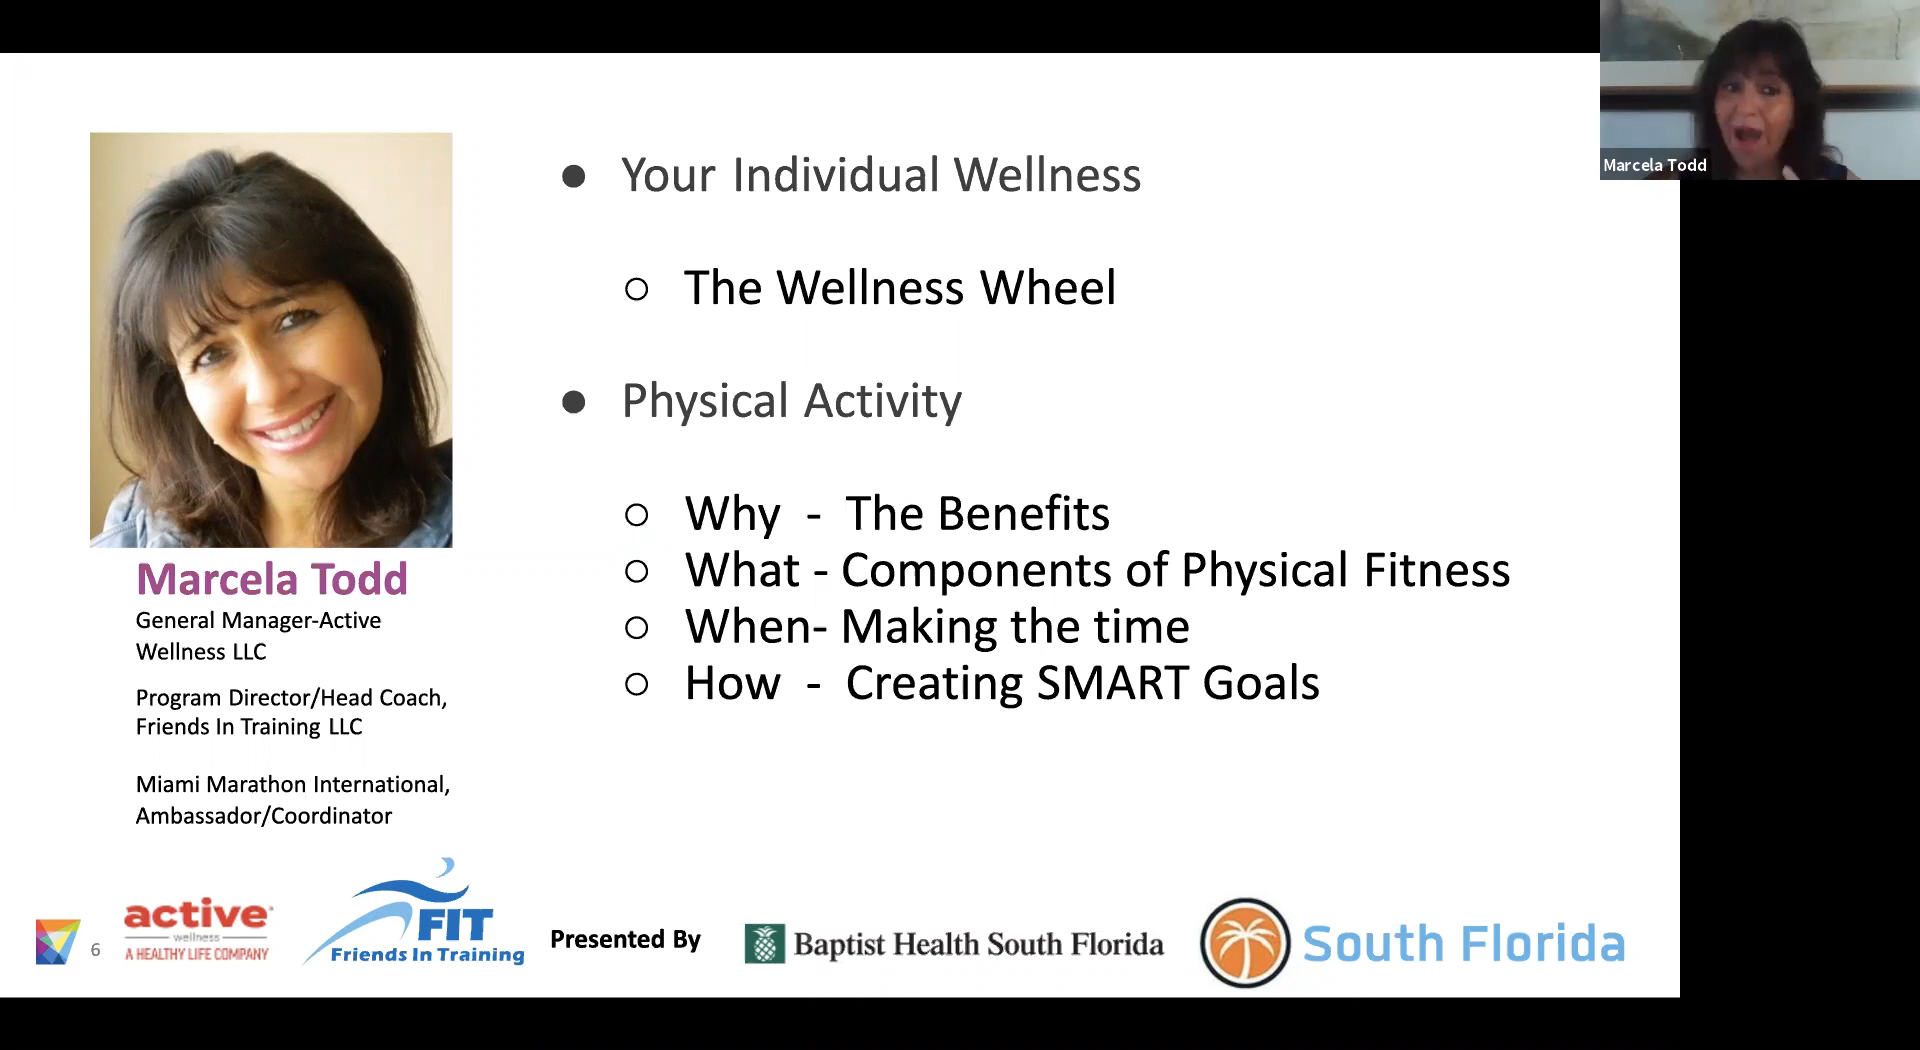 Marcela Todd
● Your Individual Wellness
○ The Wellness Wheel
● Physical Activity
○ Why - The Benefits
○ What - Components of Physical Fitness
○ When- Making the time
○ How - Creating SMART Goals
Marcela Todd
General Manager-Active
Wellness LLC
Program Director/Head Coach,
Friends In Training LLC
Miami Marathon International,
Ambassador/Coordinator
6
active
wellness
A HEALTHY LIFE COMPANY
FIT
Friends In Training
Presented By
Baptist Health South Florida
South Florida